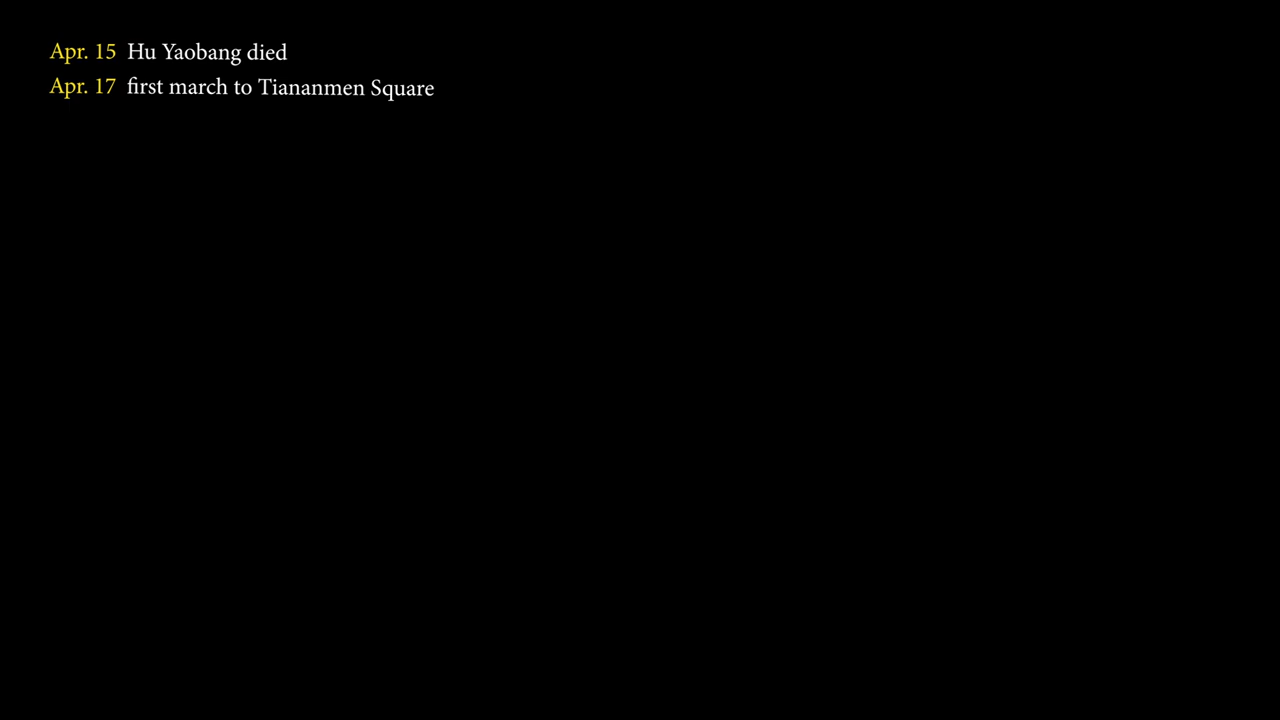 Apr. 15 Hu Yaobang died
Apr. 17 first march to Tiananmen Square